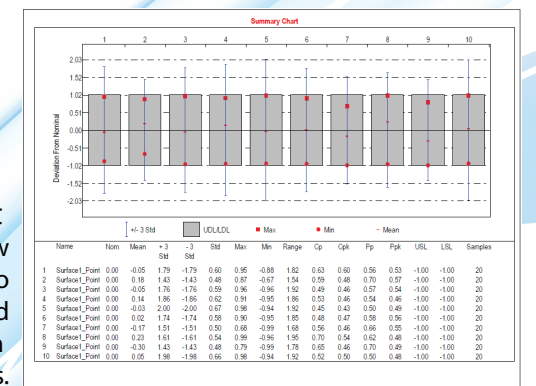 Summary Chart
1 2 3 4 5 6 7 8 9 10
Deviation From Nominal
2.03
1.52
1.02
0.51
0.00
-0.51
-1.02
-1.52
-2.03
+/- 3 Std UDL/LDL Max Min - Mean
Name Nom Mean + 3 Std - 3 Std Std Max Min Range Cp Cpk Pp Ppk USL LSL Samples
1 Surface1_Point 0.00 -0.05 1.79 -1.79 0.60 0.95 -0.88 1.82 0.63 0.60 0.56 0.53 -1.00 -1.00 20
2 Surface1_Point 0.00 0.18 1.43 -1.43 0.48 0.87 -0.67 1.54 0.59 0.48 0.70 0.57 -1.00 -1.00 20
3 Surface1_Point 0.00 -0.05 1.76 -1.76 0.59 0.96 -0.96 1.92 0.49 0.46 0.57 0.54 -1.00 -1.00 20
4 Surface1_Point 0.00 0.14 1.86 -1.86 0.62 0.91 -0.95 1.86 0.53 0.46 0.54 0.46 -1.00 -1.00 20
5 Surface1_Point 0.00 -0.03 2.00 -2.00 0.67 0.98 -0.94 1.92 0.45 0.43 0.50 0.49 -1.00 -1.00 20
6 Surface1_Point 0.00 0.02 1.74 -1.74 0.58 0.90 -0.95 1.85 0.48 0.47 0.58 0.56 -1.00 -1.00 20
7 Surface1_Point 0.00 -0.17 1.51 -1.51 0.50 0.68 -0.99 1.68 0.56 0.46 0.66 0.55 -1.00 -1.00 20
8 Surface1_Point 0.00 0.23 1.61 -1.61 0.54 0.99 -0.96 1.95 0.70 0.54 0.62 0.48 -1.00 -1.00 20
9 Surface1_Point 0.00 -0.30 1.43 -1.43 0.48 0.79 -0.99 1.78 0.65 0.46 0.70 0.49 -1.00 -1.00 20
10 Surface1_Point 0.00 0.05 1.98 -1.98 0.66 0.98 -0.94 1.92 0.52 0.50 0.50 0.48 -1.00 -1.00 20